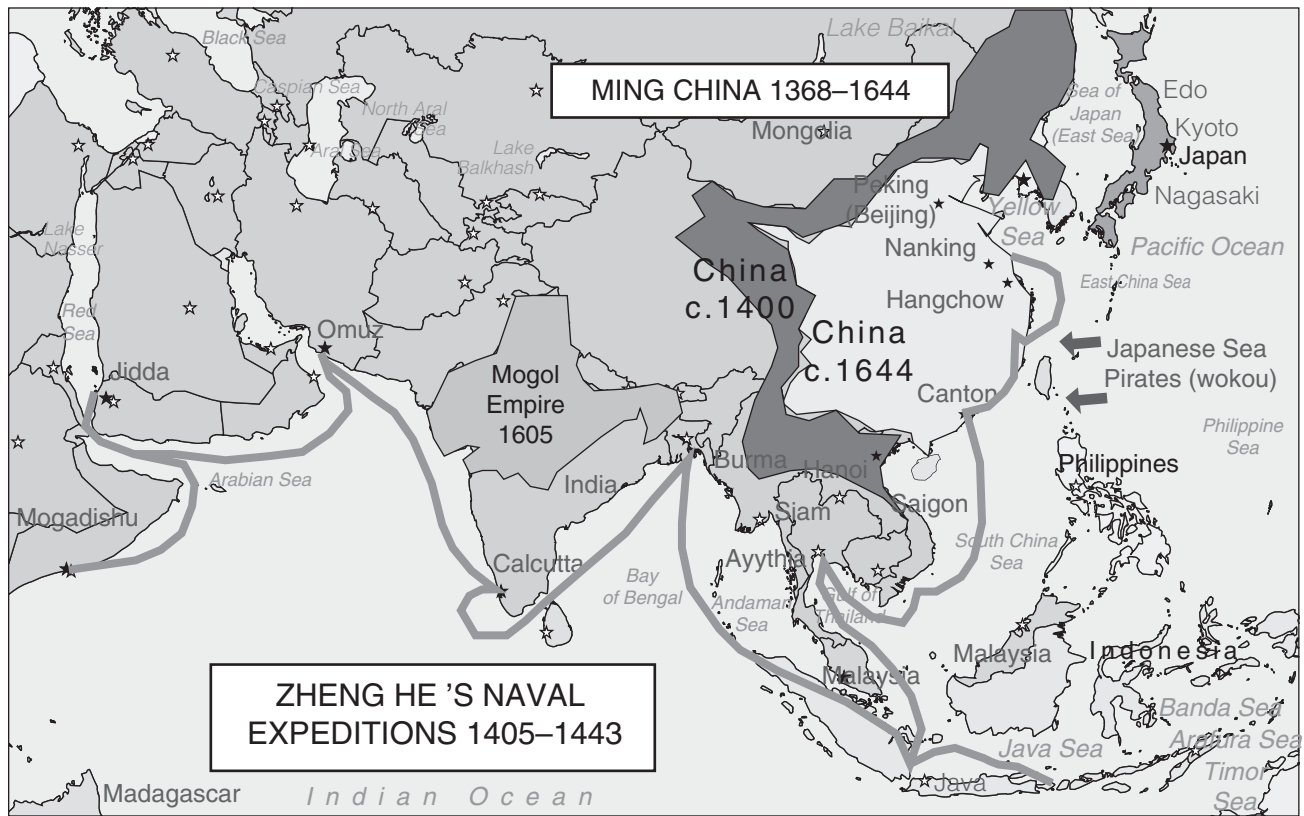 Black Sea
Lake Baikal
MING CHINA 1368–1644
Caspian Sea
North Aral
Sea
Aral Sea
Lake
Balkhash
Mongolia
Sea of
Japan
(East Sea)
Edo
Kyoto
Japan
Nagasaki
Peking
(Beijing)
Yellow
Sea
Nanking
Hangchow
Pacific Ocean
East China Sea
Lake
Nasser
Red
Sea
Jidda
Omuz
China
c.1400
China
c.1644
Canton
Japanese Sea
Pirates (wokou)
Mogol
Empire
1605
India
Philippine
Sea
Arabian Sea
Burma
Hanoi
Philippines
Mogadishu
Siam
Saigon
South China
Sea
Calcutta
Ayythia
Bay
of Bengal
Andaman
Sea
Gulf of
Thailand
Malaysia
Malaysia
Indonesia
ZHENG HE 'S NAVAL
EXPEDITIONS 1405–1443
Banda Sea
Arafura Sea
Java Sea
Timor
Sea
Java
Madagascar
Indian Ocean